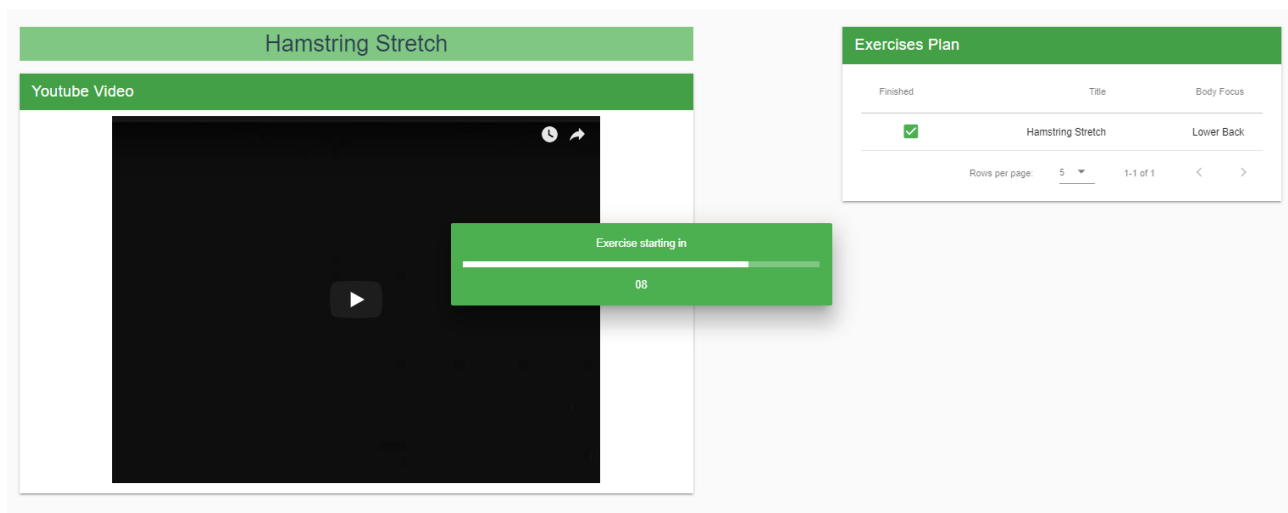 Hamstring Stretch
Youtube Video
Exercise starting in
08
Exercises Plan
Finished Title Body Focus
Hamstring Stretch Lower Back
Rows per page: 5 1-1 of 1